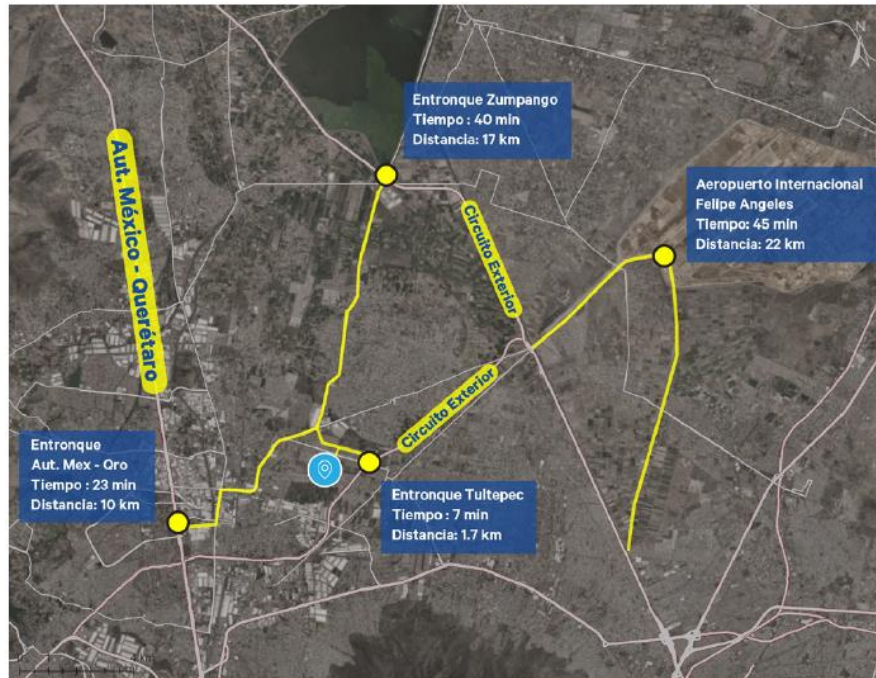 N
Entronque Zumpango
Tiempo : 40 min
Distancia: 17 km
Aeropuerto Internacional
Felipe Angeles
Tiempo: 45 min
Distancia: 22 km
Aut. México - Querétaro
Circuito Exterior
Circuito Exterior
Entronque
Aut. Mex - Qro
Tiempo : 23 min
Distancia: 10 km
Entronque Tultepec
Tiempo : 7 min
Distancia: 1.7 km